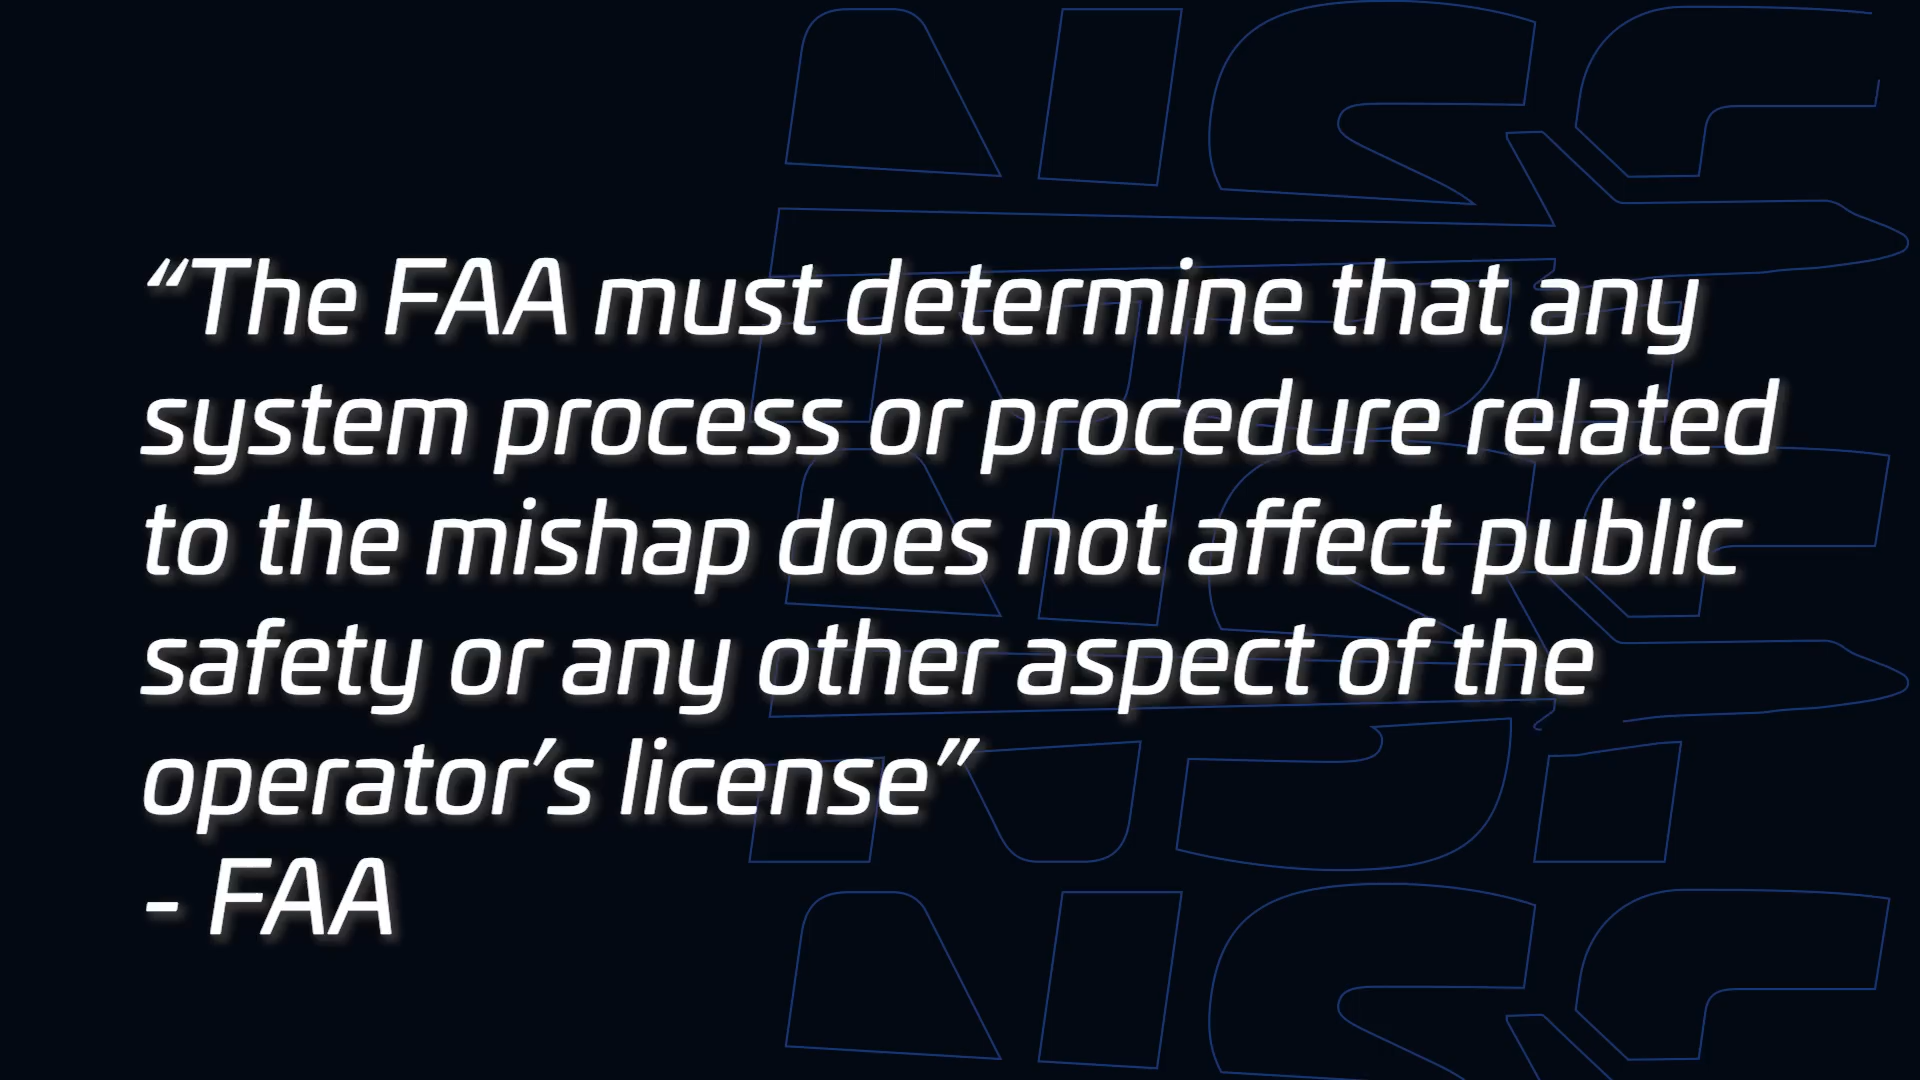 “The FAA must determine that any
system process or procedure related
to the mishap does not affect public
safety or any other aspect of the
operator’s license”
- FAA